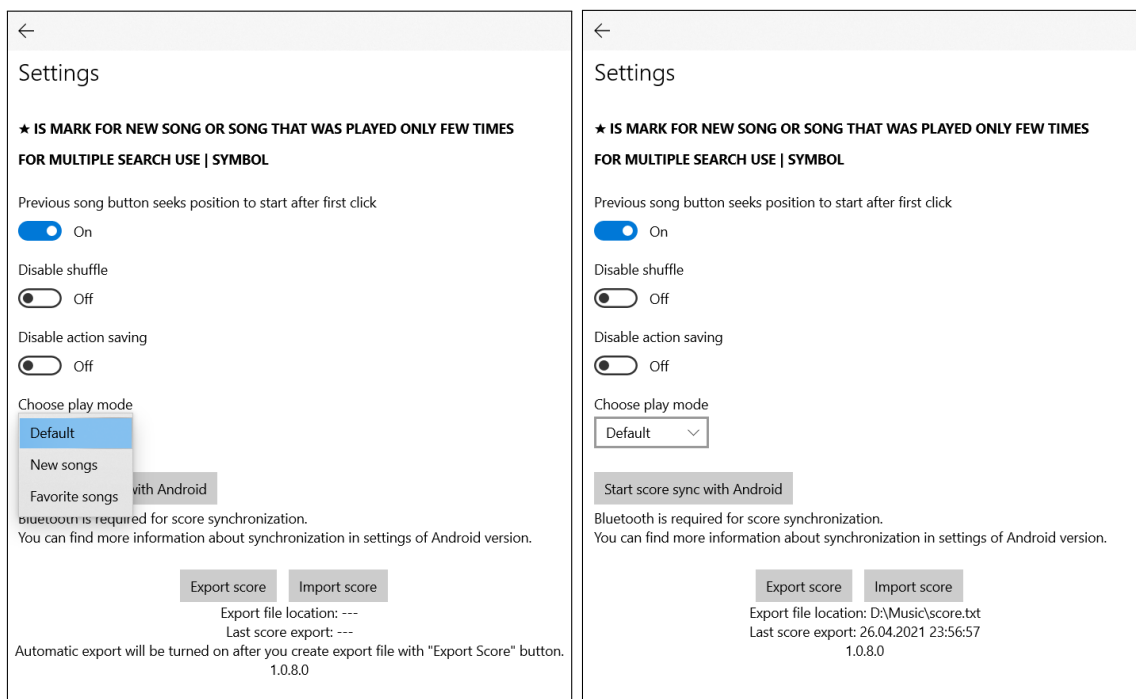 Settings
★ IS MARK FOR NEW SONG OR SONG THAT WAS PLAYED ONLY FEW TIMES
FOR MULTIPLE SEARCH USE | SYMBOL
Previous song button seeks position to start after first click
On
Disable shuffle
Off
Disable action saving
Off
Choose play mode
Default
New songs
Favorite songs
with Android
Bluetooth is required for score synchronization.
You can find more information about synchronization in settings of Android version.
Export score Import score
Export file location: ---
Last score export: ---
Automatic export will be turned on after you create export file with "Export Score" button.
1.0.8.0
Settings
★ IS MARK FOR NEW SONG OR SONG THAT WAS PLAYED ONLY FEW TIMES
FOR MULTIPLE SEARCH USE | SYMBOL
Previous song button seeks position to start after first click
On
Disable shuffle
Off
Disable action saving
Off
Choose play mode
Default
Start score sync with Android
Bluetooth is required for score synchronization.
You can find more information about synchronization in settings of Android version.
Export score Import score
Export file location: D:\Music\score.txt
Last score export: 26.04.2021 23:56:57
1.0.8.0